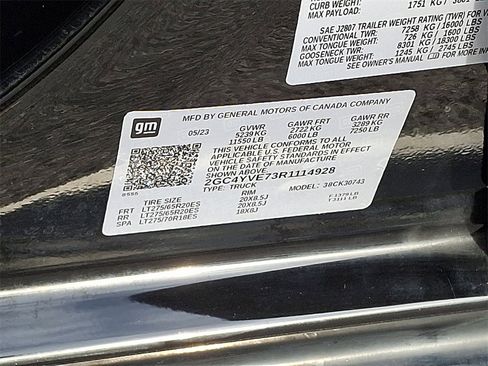 CURB WEIGHT: 1751 KG /
MAX PAYLOAD:
SAE J2807 TRAILER WEIGHT RATING (TWR) FOR
CONVENTIONAL TWR: 7258 KG / 16000 LBS
MAX TONGUE WEIGHT: 726 KG / 1600 LBS
GOOSENECK TWR: 8301 KG / 18300 LBS
MAX TONGUE WEIGHT: 1245 KG / 2745 LBS
SEE OWNER'S MANUAL FOR MORE
gm
MFD BY GENERAL MOTORS OF CANADA COMPANY
05/23 GVWR GAWR FRT GAWR RR
5239 KG 2722 KG 3289 KG
11550 LB 6000 LB 7250 LB
THIS VEHICLE CONFORMS TO ALL
APPLICABLE U.S. FEDERAL MOTOR
VEHICLE SAFETY STANDARDS IN EFFECT
ON THE DATE OF MANUFACTURE
SHOWN ABOVE.
2GC4YVE73R1114928
TYPE: TRUCK MODEL: 38CK30743
TIRE SIZE RIM
FRT LT275/65R20ES 20X8.5J
RR LT275/65R20ES 20X8.5J
SPA LT275/70R18ES 18X8J